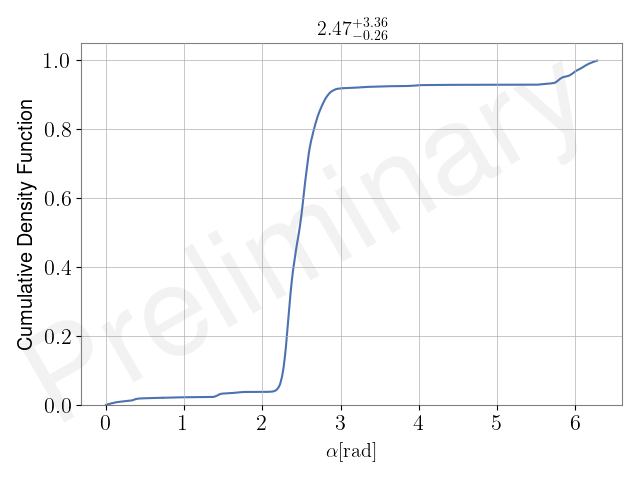 2.47^{+3.36}_{-0.26}
1.0
0.8
0.6
0.4
0.2
0.0
Cumulative Density Function
Preliminary
0 1 2 3 4 5 6
α[rad]